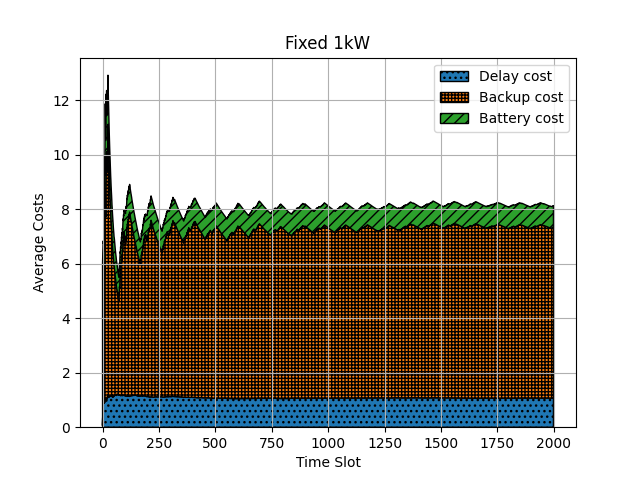 Fixed 1kW
Delay cost
Backup cost
Battery cost
Average Costs
12
10
8
6
4
2
0
0 250 500 750 1000 1250 1500 1750 2000
Time Slot